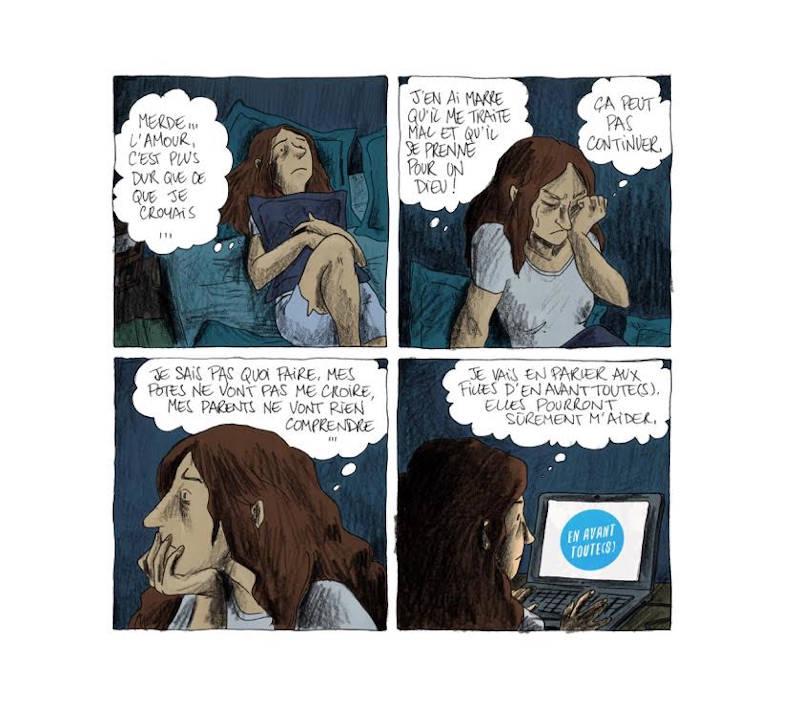 MERDE...
L'AMOUR,
C'EST PLUS
DUR QUE CE
QUE JE
CROYAIS
...
J'EN AI MARRE
QU'IL ME TRAITE
MAL ET QU'IL
SE PRENNE
POUR UN
DIEU !
ÇA PEUT
PAS
CONTINUER.
JE SAIS PAS QUOI FAIRE. MES
POTES NE VONT PAS ME CROIRE,
MES PARENTS NE VONT RIEN
COMPRENDRE
...
JE VAIS EN PARLER AUX
FILLES D'EN AVANT TOUTE(S).
ELLES POURRONT
SÛREMENT M'AIDER.
EN AVANT
TOUTE(S)